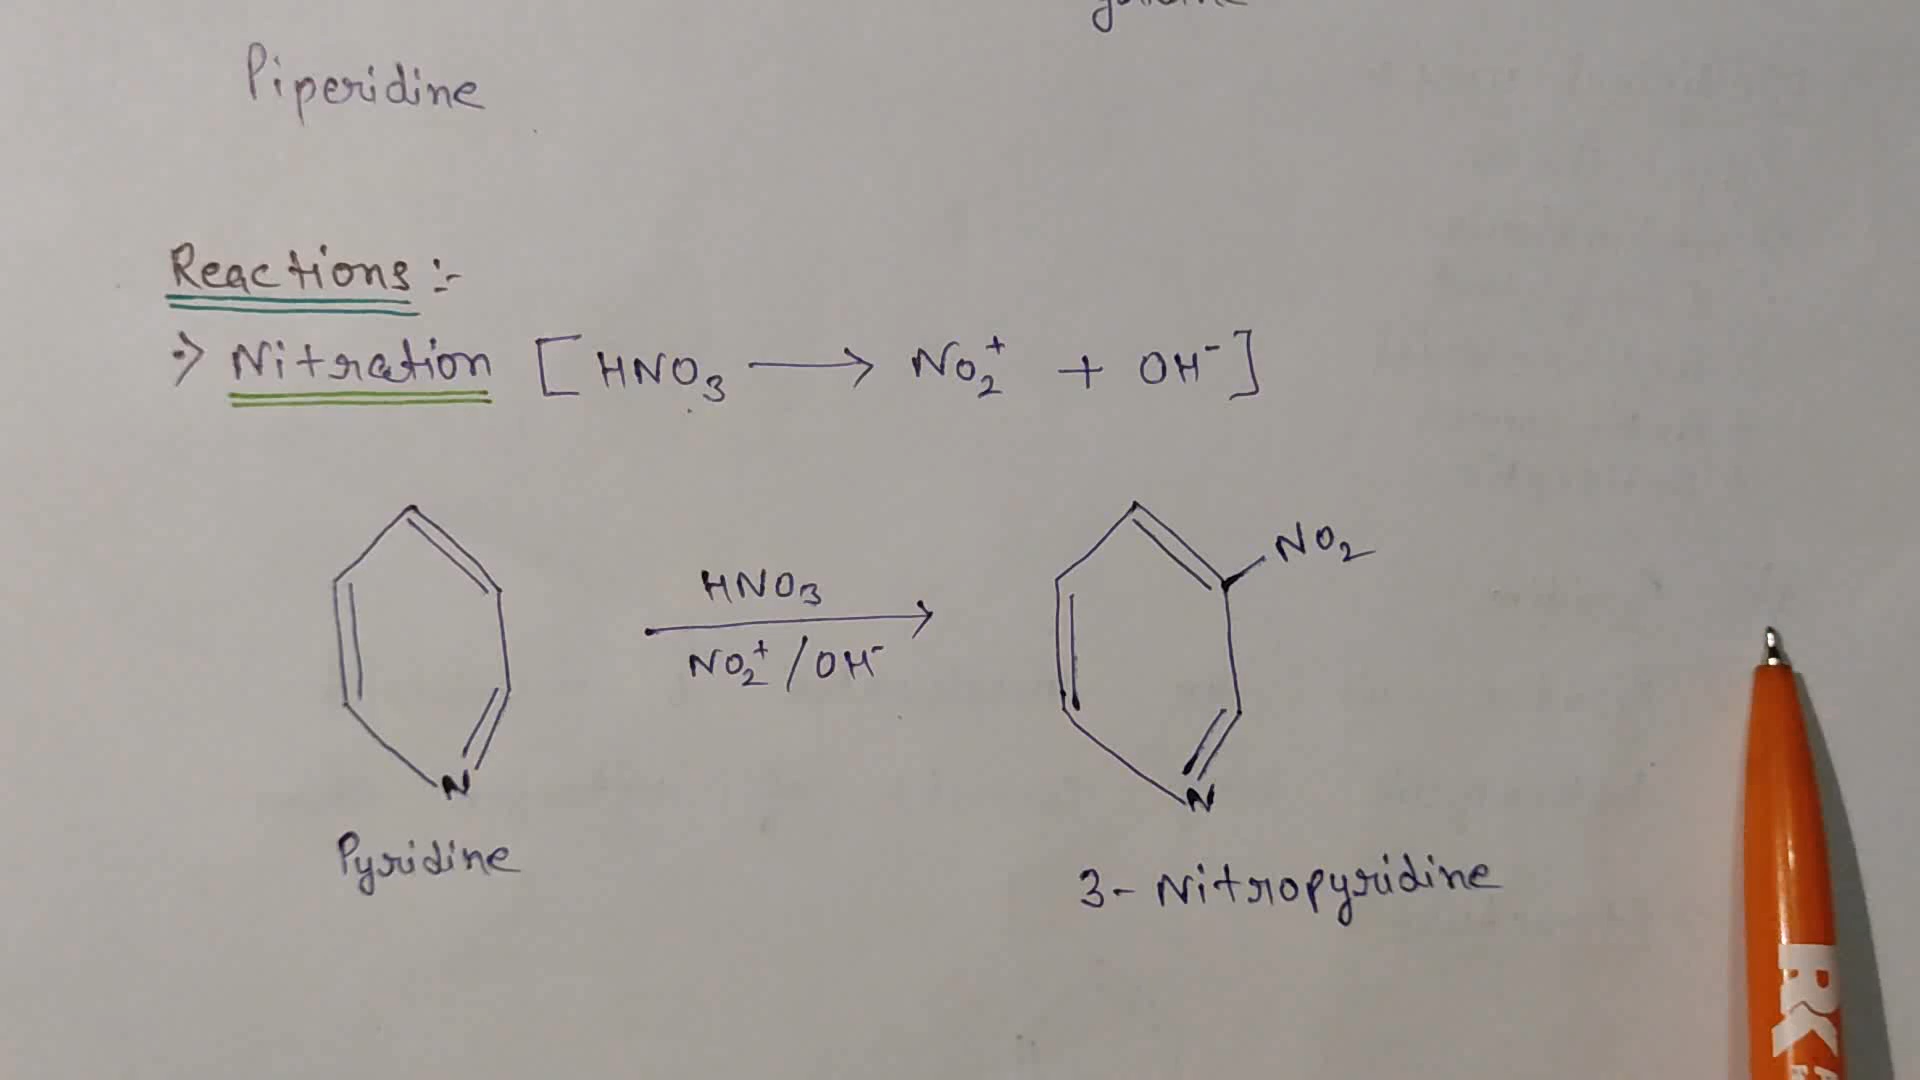 Piperidine
Reactions :-
·> Nitration [HNO₃ ⟶ NO₂⁺ + OH⁻]
NO₂
HNO₃
NO₂⁺ / OH⁻
N
N
Pyridine
3- Nitropyridine